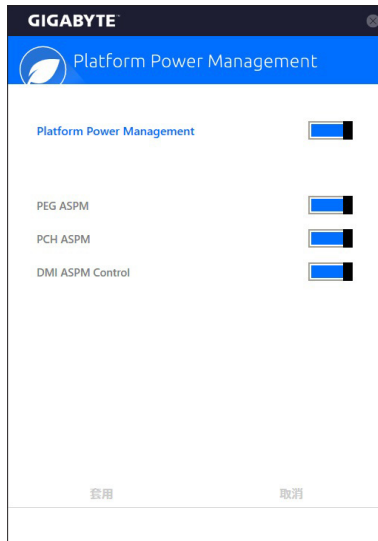 GIGABYTE
Platform Power Management
Platform Power Management
PEG ASPM
PCH ASPM
DMI ASPM Control
套用 取消